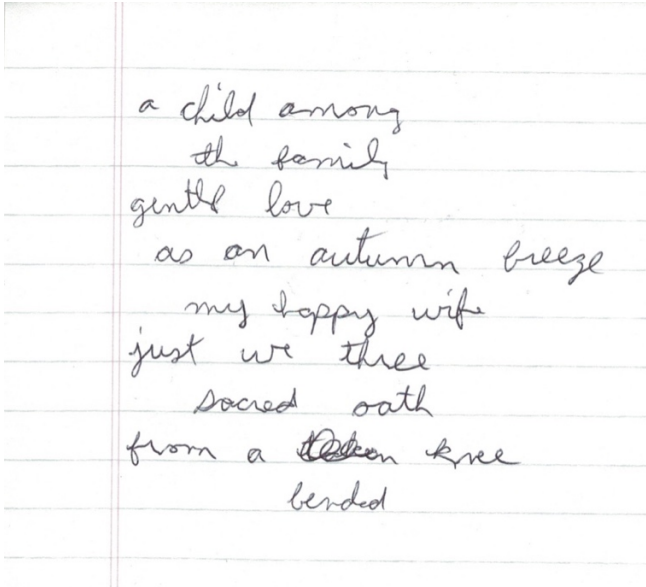 a child among
the family
gentle love
as an autumn breeze
my happy wife
just we three
sacred oath
from a knee
bended